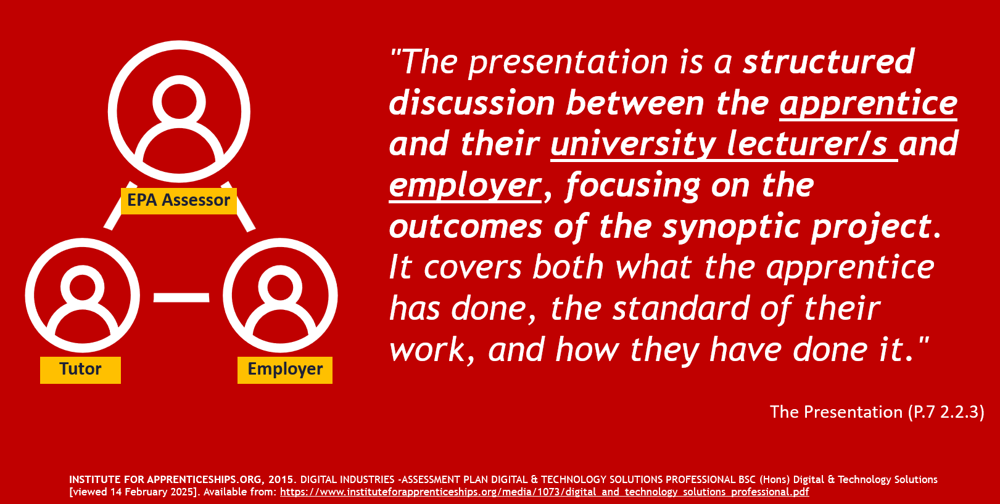 EPA Assessor
Tutor
Employer
"The presentation is a structured
discussion between the apprentice
and their university lecturer/s and
employer, focusing on the
outcomes of the synoptic project.
It covers both what the apprentice
has done, the standard of their
work, and how they have done it."
The Presentation (P.7 2.2.3)
INSTITUTE FOR APPRENTICESHIPS.ORG, 2015. DIGITAL INDUSTRIES -ASSESSMENT PLAN DIGITAL & TECHNOLOGY SOLUTIONS PROFESSIONAL BSC (Hons) Digital & Technology Solutions
[viewed 14 February 2025]. Available from: https://www.instituteforapprenticeships.org/media/1073/digital_and_technology_solutions_professional.pdf